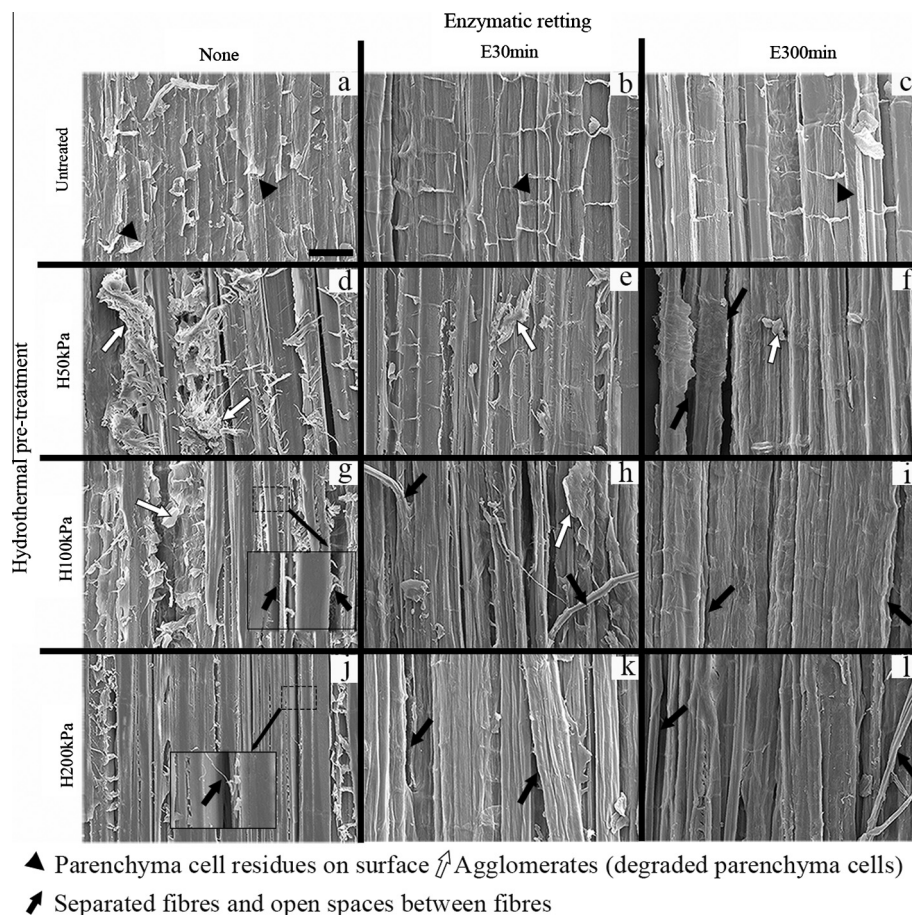 Enzymatic retting
None E30min E300min
Hydrothermal pre-treatment
Untreated a b c
H50kPa d e f
H100kPa g h i
H200kPa j k l
Parenchyma cell residues on surface Agglomerates (degraded parenchyma cells)
Separated fibres and open spaces between fibres